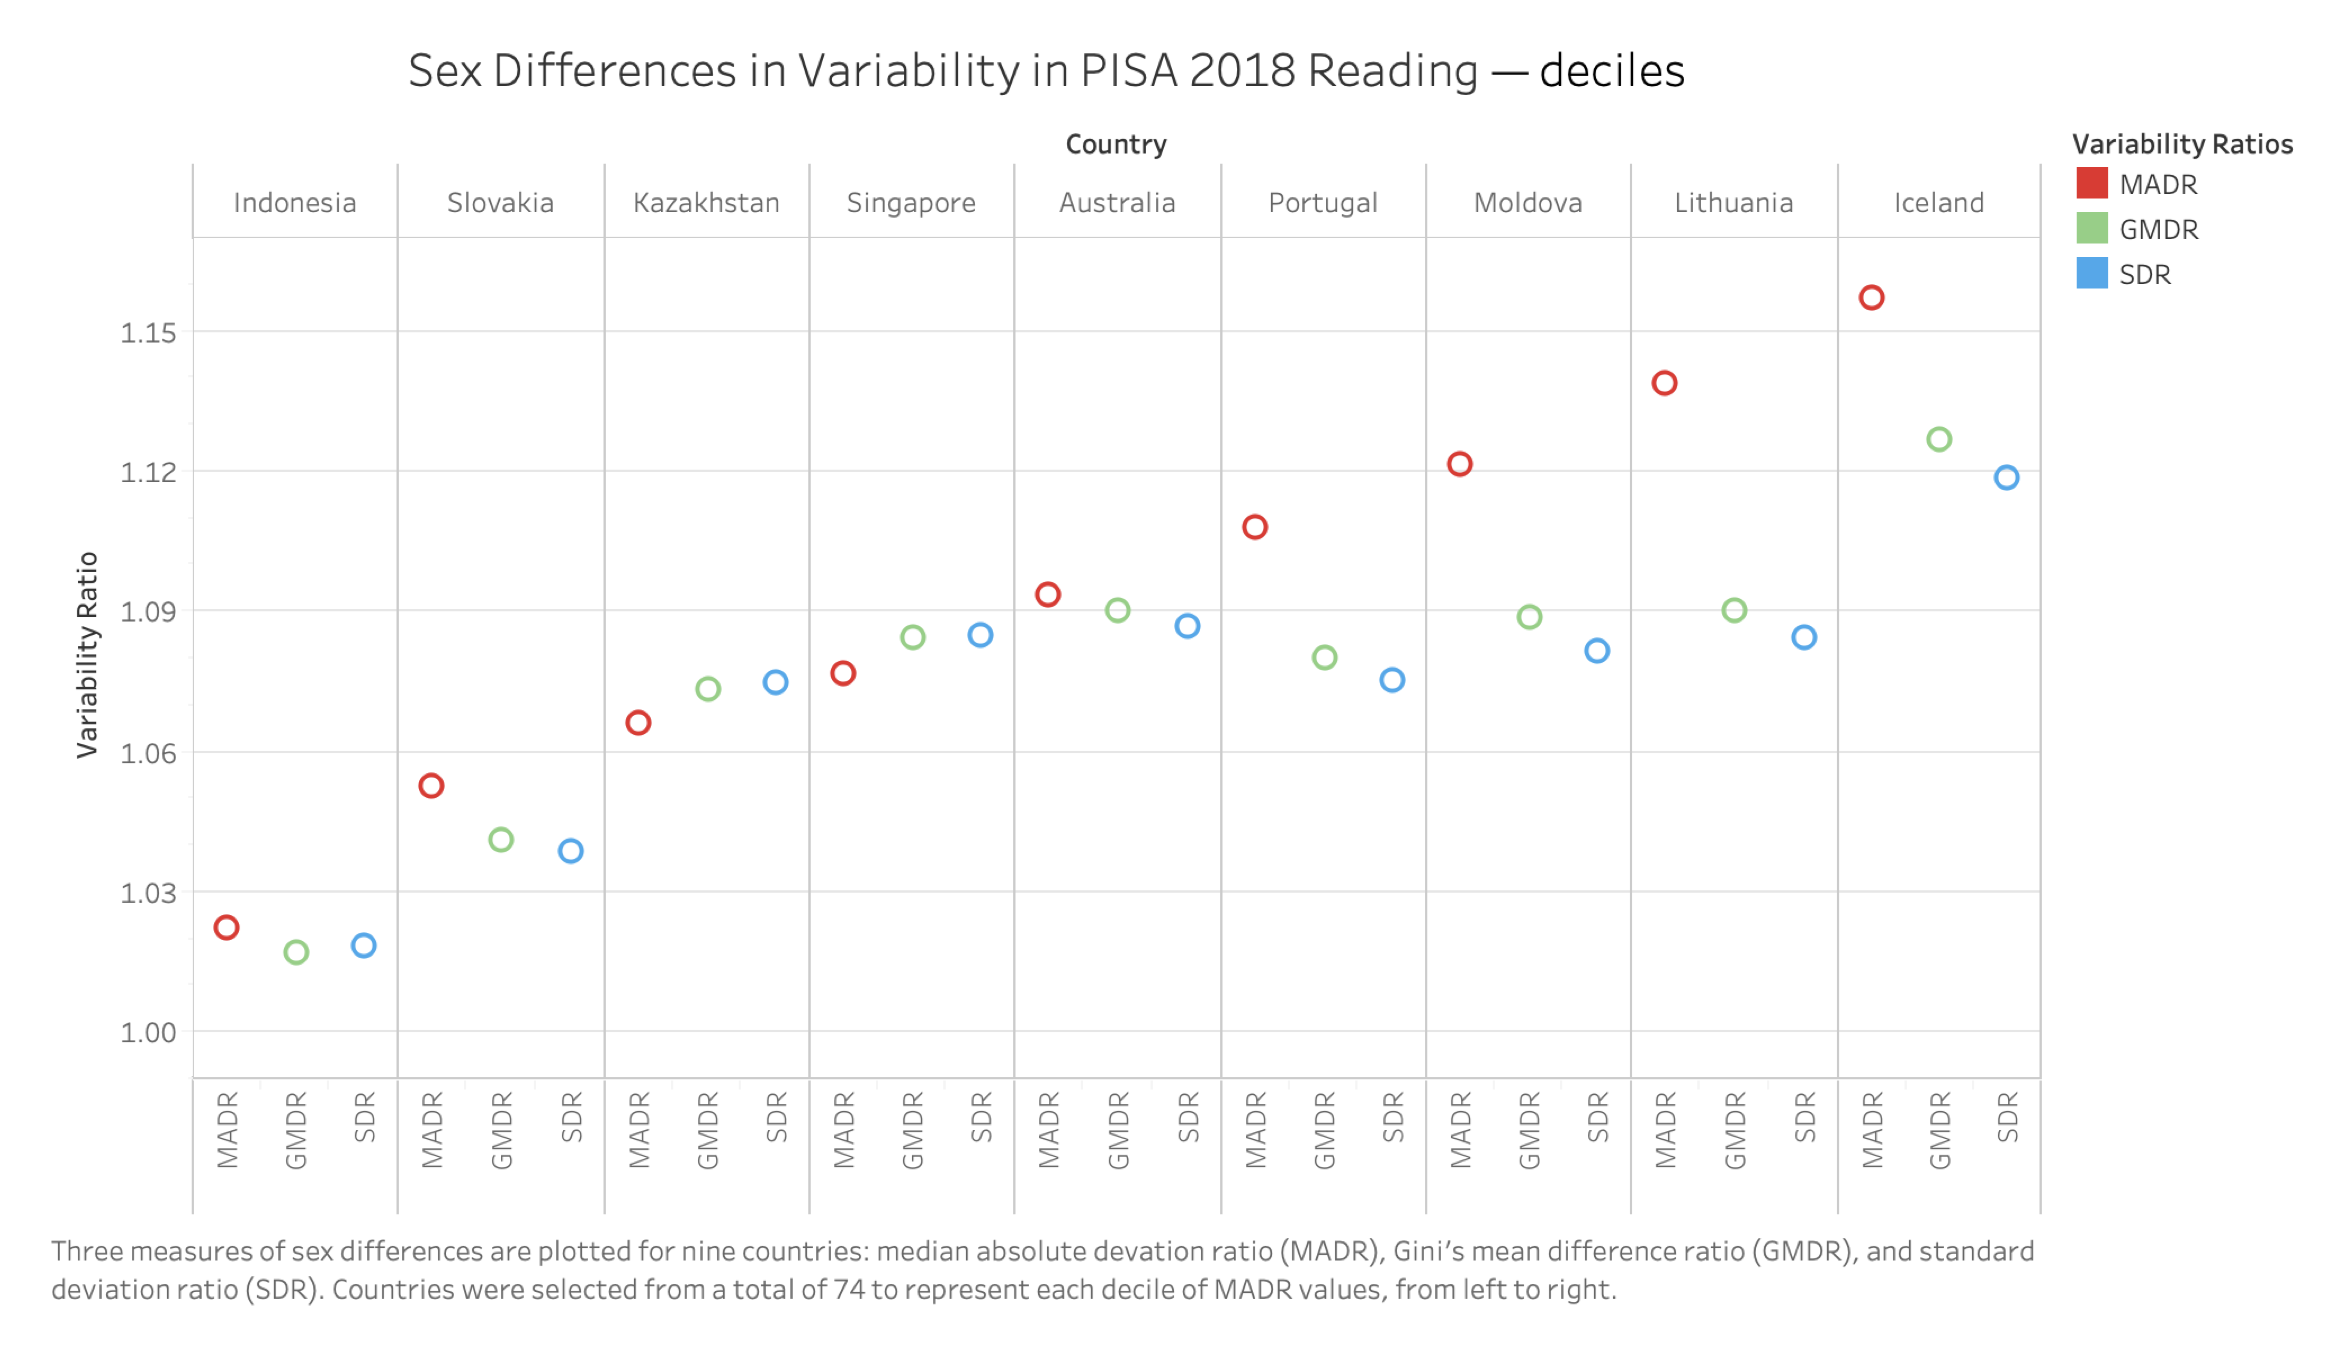 Sex Differences in Variability in PISA 2018 Reading — deciles
Country
Indonesia Slovakia Kazakhstan Singapore Australia Portugal Moldova Lithuania Iceland
Variability Ratios
MADR
GMDR
SDR
Variability Ratio
1.15
1.12
1.09
1.06
1.03
1.00
MADR GMDR SDR MADR GMDR SDR MADR GMDR SDR MADR GMDR SDR MADR GMDR SDR MADR GMDR SDR MADR GMDR SDR MADR GMDR SDR MADR GMDR SDR
Three measures of sex differences are plotted for nine countries: median absolute devation ratio (MADR), Gini’s mean difference ratio (GMDR), and standard
deviation ratio (SDR). Countries were selected from a total of 74 to represent each decile of MADR values, from left to right.